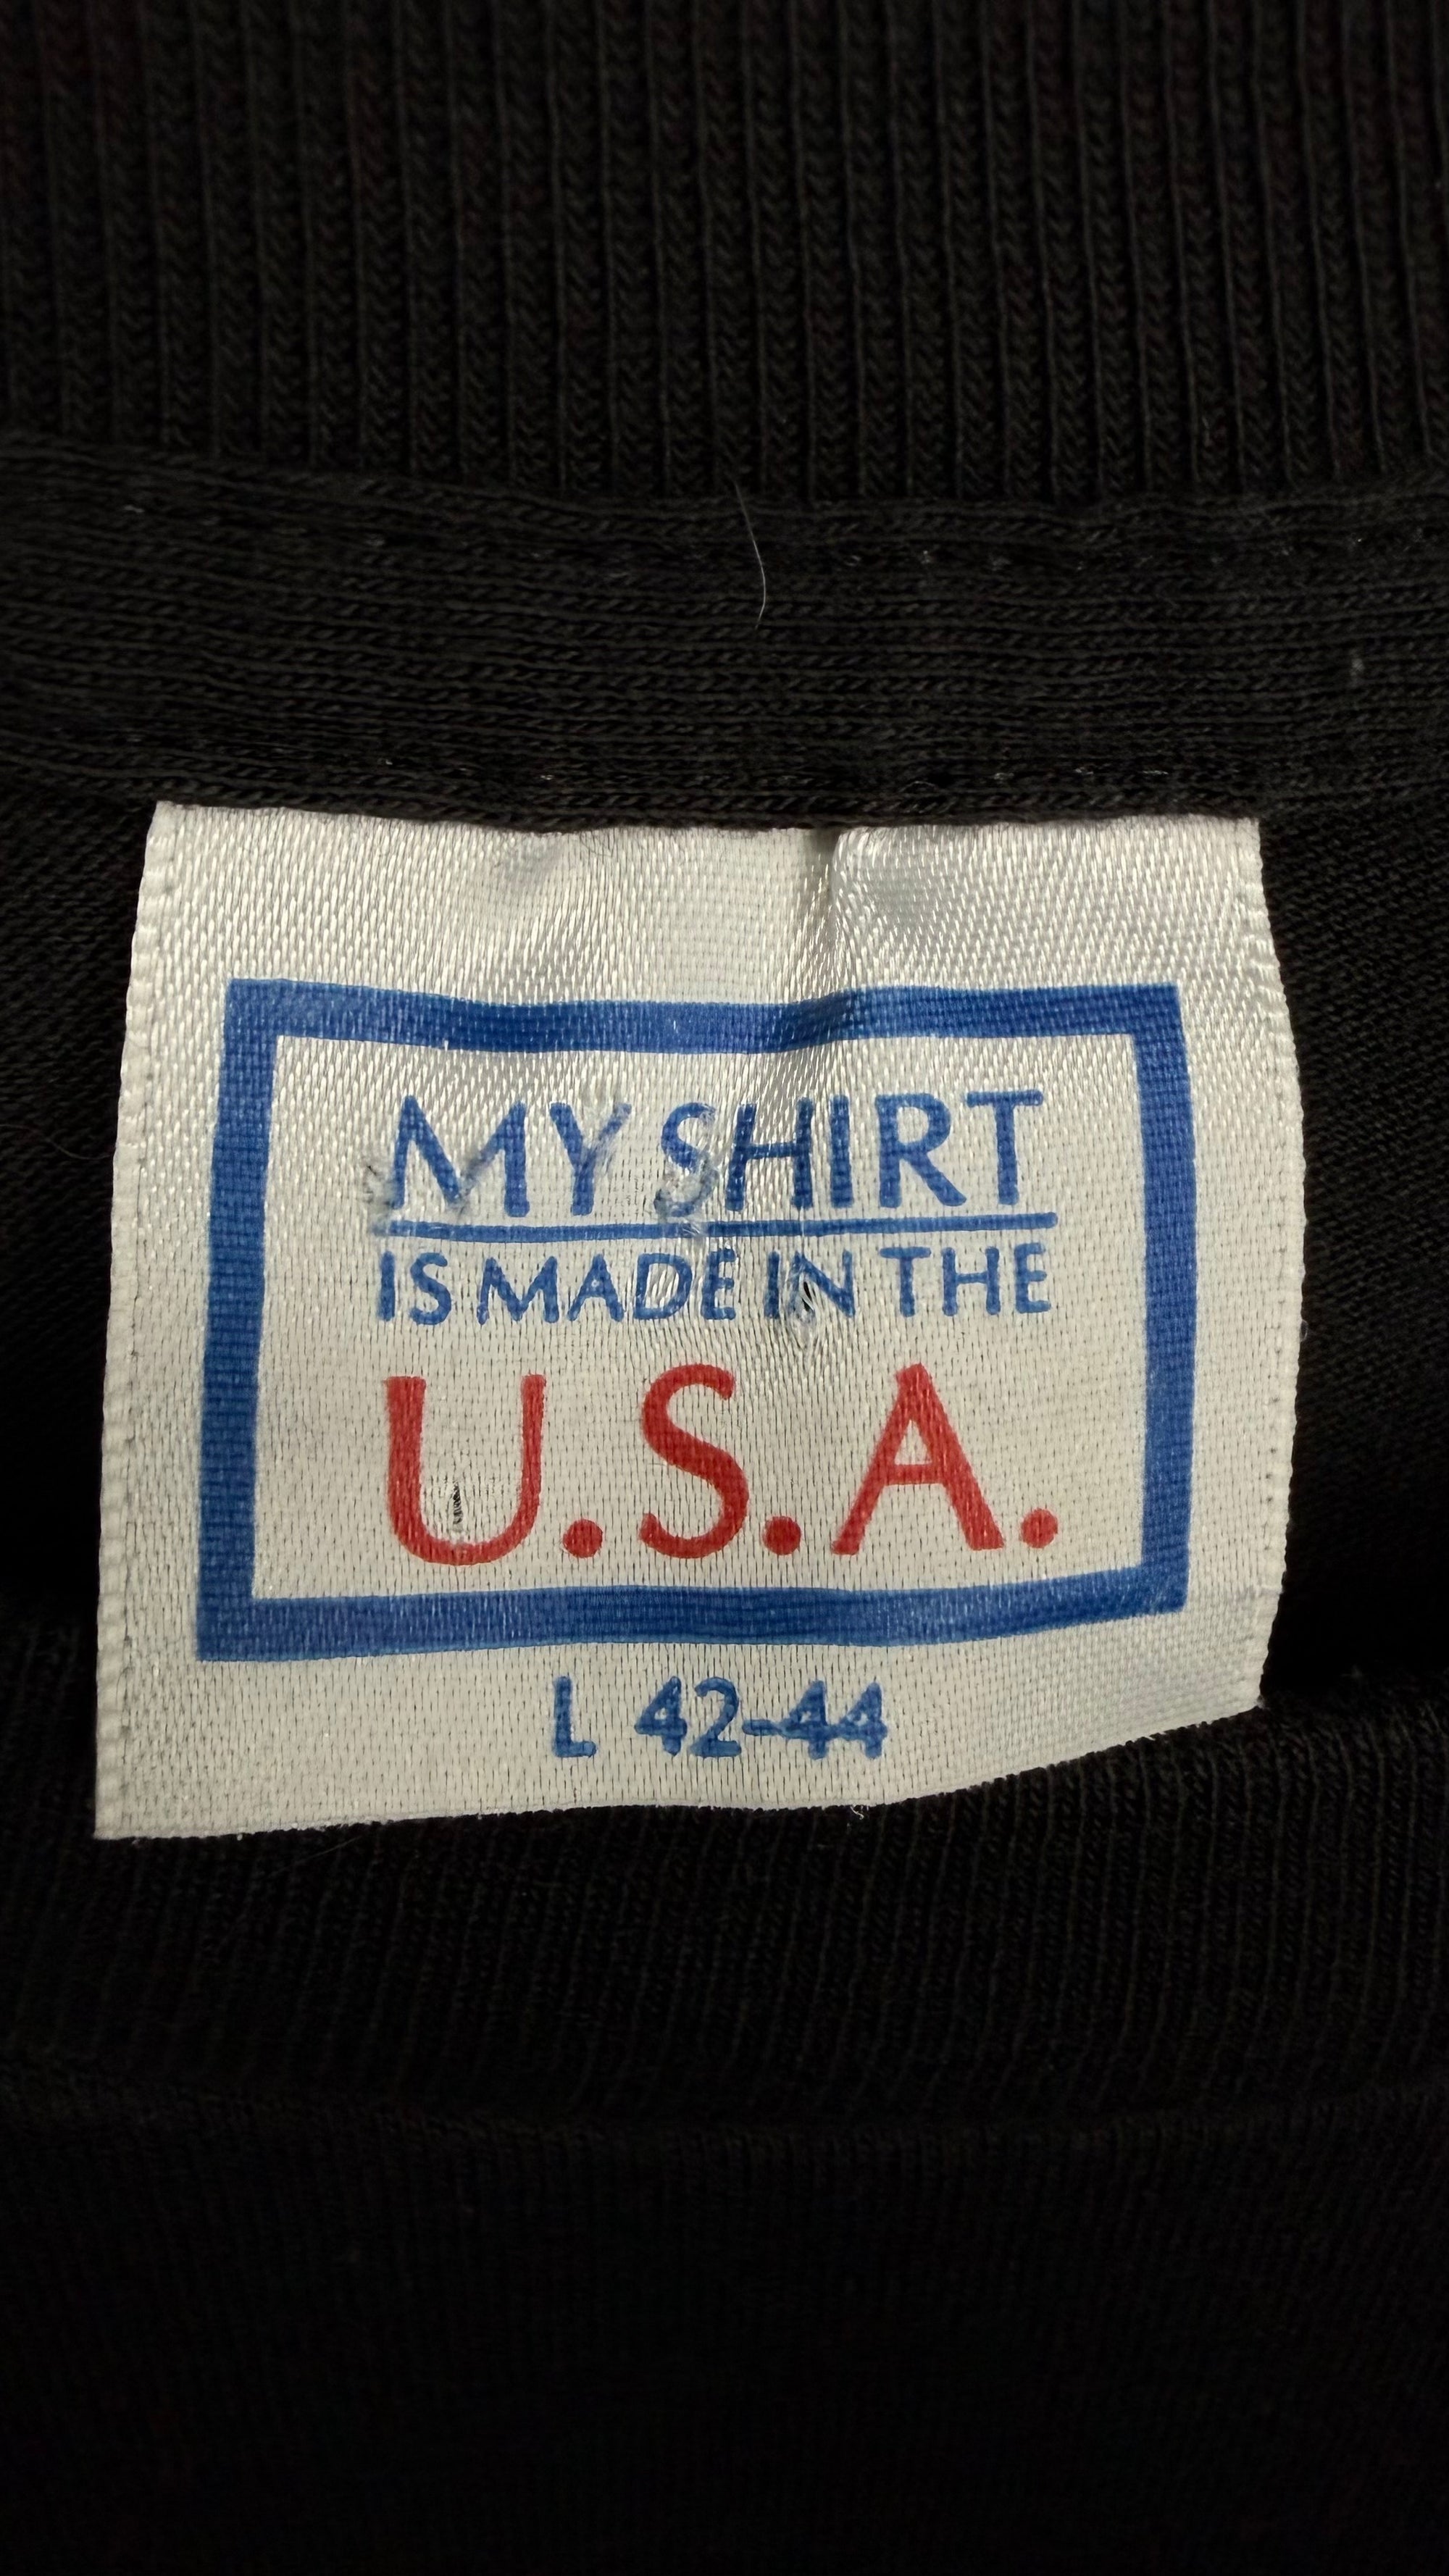 MY SHIRT
IS MADE IN THE
U.S.A.
L 42-44